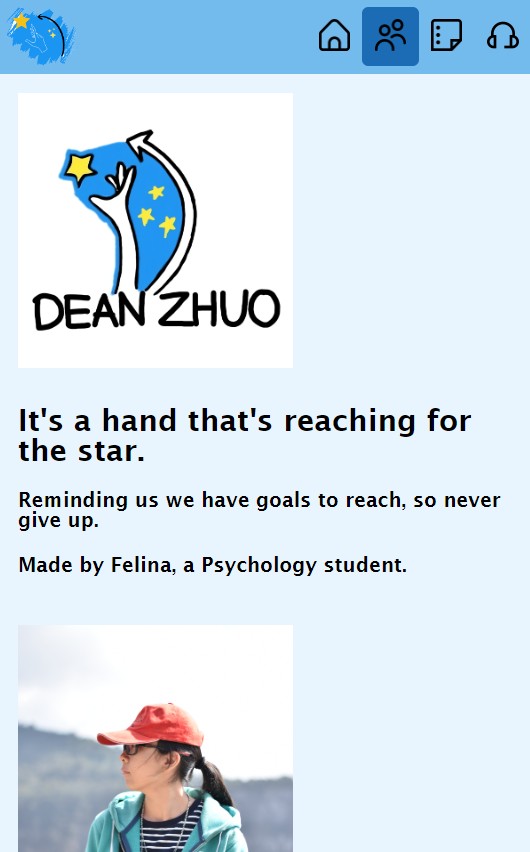 DEAN ZHUO
It's a hand that's reaching for
the star.
Reminding us we have goals to reach, so never
give up.
Made by Felina, a Psychology student.